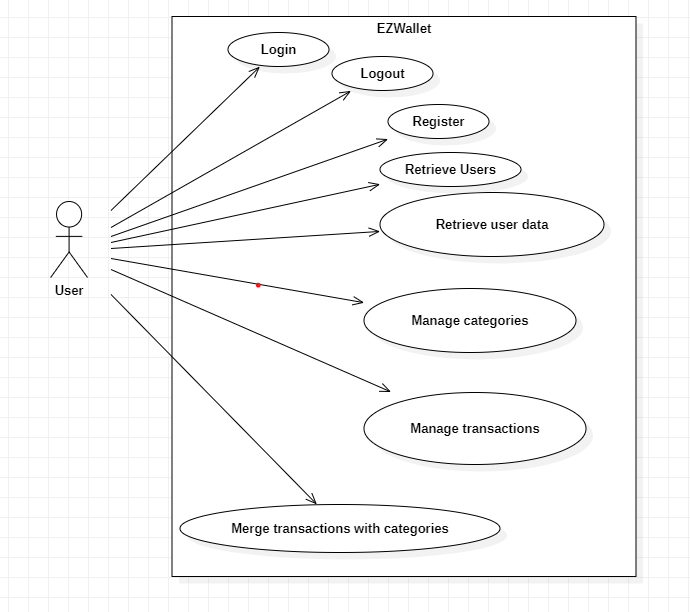 EZWallet
Login
Logout
Register
Retrieve Users
Retrieve user data
User
Manage categories
Manage transactions
Merge transactions with categories